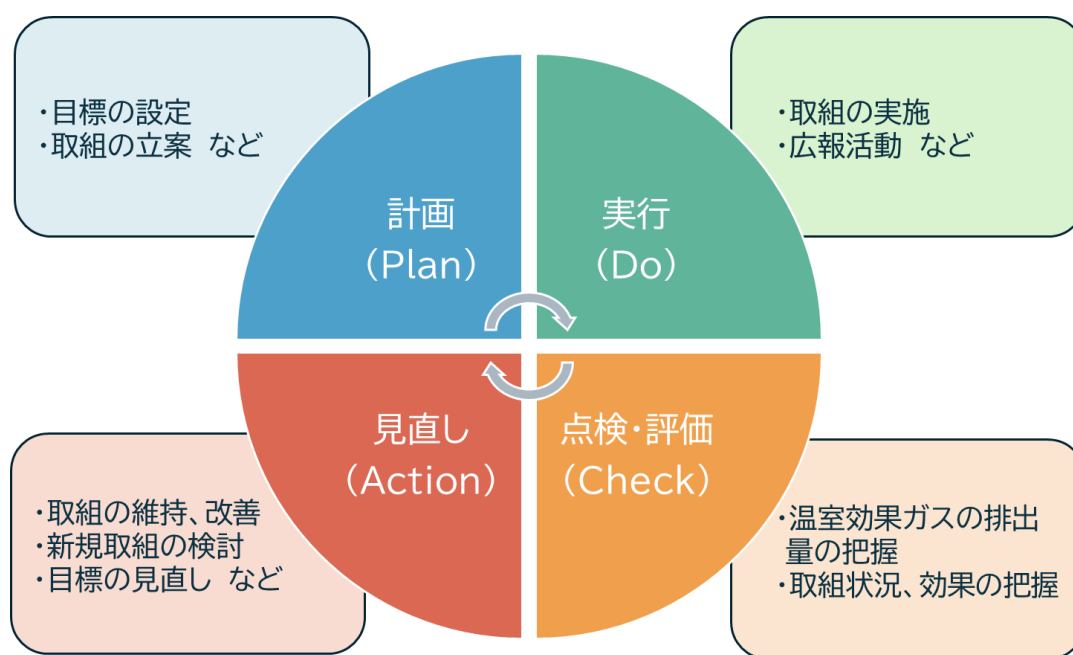 ・目標の設定
・取組の立案 など
計画
(Plan)
・取組の実施
・広報活動 など
実行
(Do)
見直し
(Action)
・取組の維持、改善
・新規取組の検討
・目標の見直し など
点検・評価
(Check)
・温室効果ガスの排出
量の把握
・取組状況、効果の把握